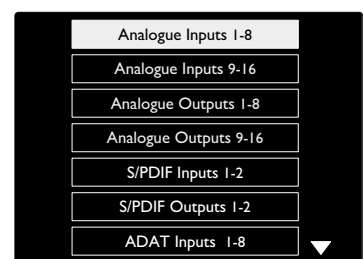 Analogue Inputs 1-8
Analogue Inputs 9-16
Analogue Outputs 1-8
Analogue Outputs 9-16
S/PDIF Inputs 1-2
S/PDIF Outputs 1-2
ADAT Inputs 1-8